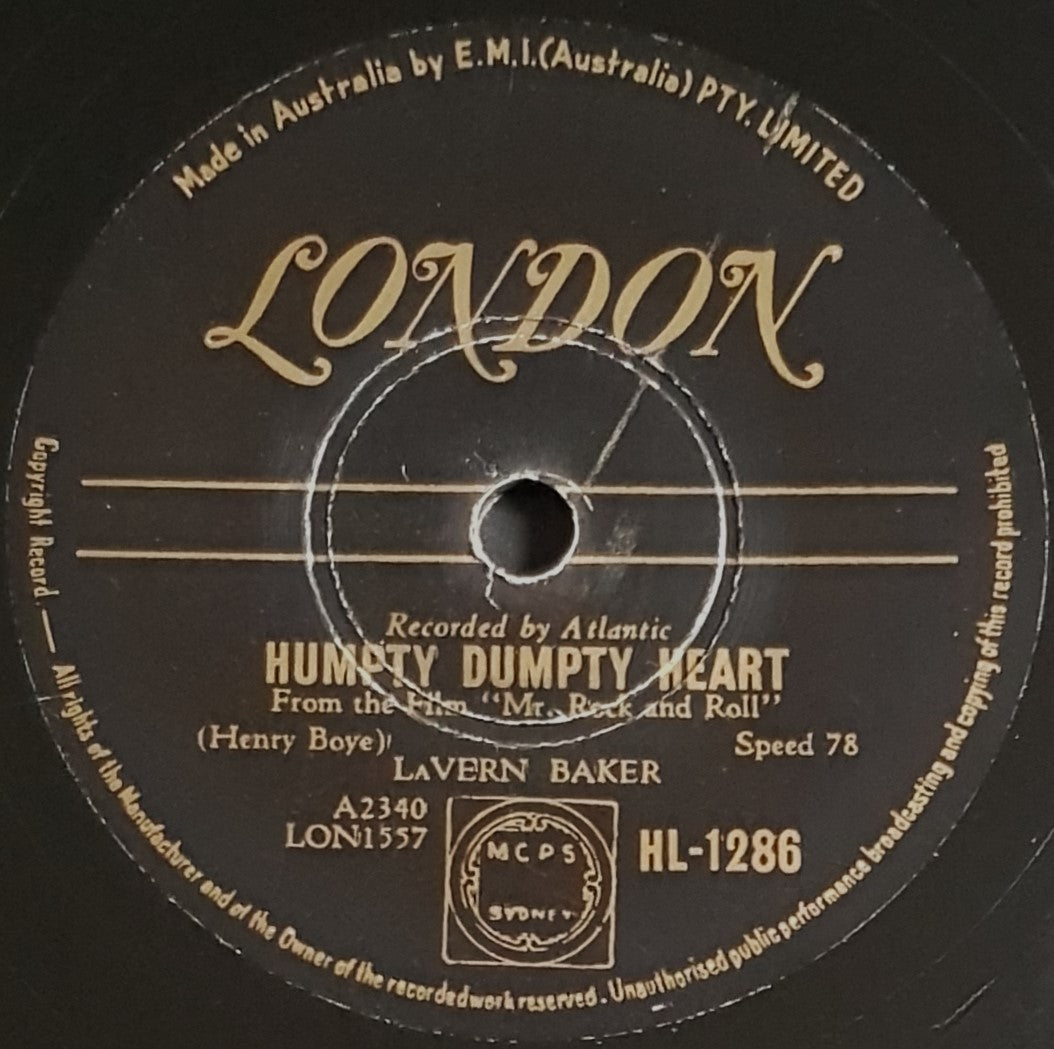 Made in Australia by E.M.I.(Australia) PTY. LIMITED
LONDON
Recorded by Atlantic
HUMPTY DUMPTY HEART
From the Film "Mr. Rock and Roll"
(Henry Boye)
Speed 78
LAVERN BAKER
A2340
LON1557
MCPS
SYDNEY
HL-1286
Copyright Record. — All rights of the Manufacturer and of the Owner of the recorded work reserved. Unauthorised public performance broadcasting and copying of this record prohibited